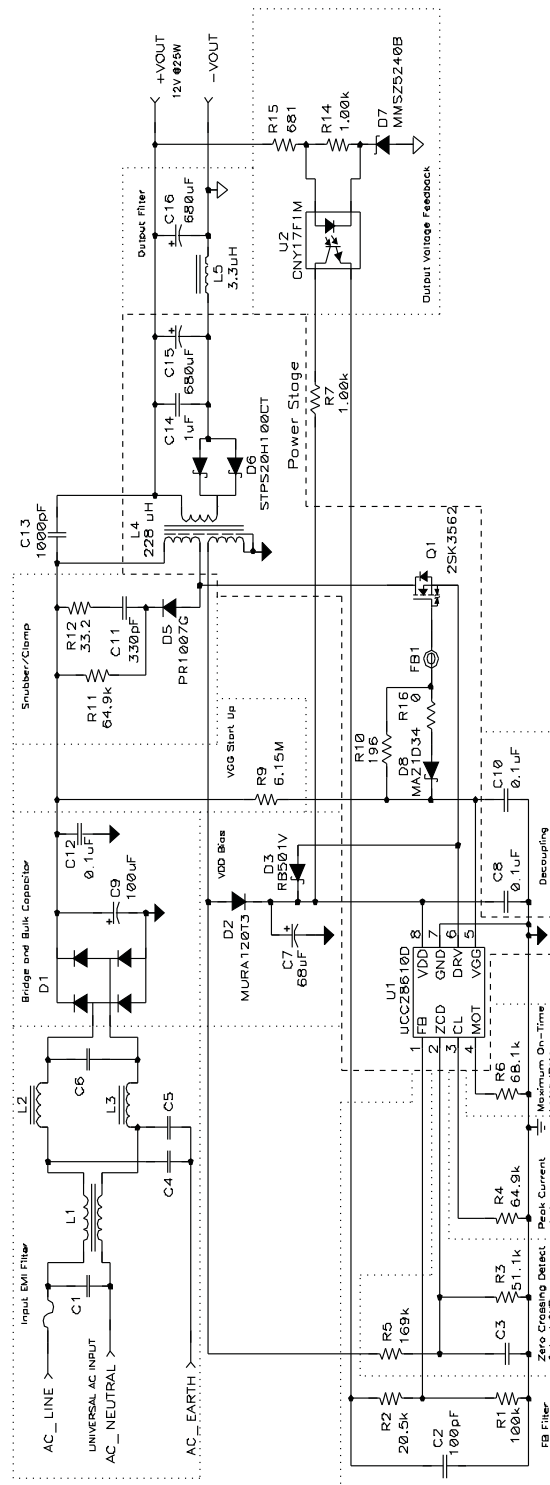 AC_LINE
UNIVERSAL AC INPUT
AC_NEUTRAL
AC_EARTH
Input EMI Filter
C1
L1
C4
C5
L2
L3
C6
Bridge and Bulk Capacitor
D1
C9
100uF
C12
0.1uF
Snubber/Clamp
R11
64.9k
R12
33.2
C11
330pF
D5
PR1007G
C13
1000pF
L4
228 uH
D6
STPS20H100CT
C14
1uF
C15
680uF
Power Stage
Output Filter
L5
3.3uH
C16
680uF
+VOUT
12V @25W
-VOUT
R15
681
R14
1.00k
D7
MMSZ5240B
U2
CNY17F1M
Output Voltage Feedback
R7
1.00k
VGG Start Up
R9
6.15M
VDD Bias
D2
MURA120T3
D3
RB501V
C7
68uF
R10
196
D8
MAZ1D34
R16
0
FB1
Q1
2SK3562
U1
UCC28610D
1
FB
VDD
8
2
ZCD
GND
7
3
CL
DRV
6
4
MOT
VGG
5
C8
0.1uF
C10
0.1uF
Decoupling
R6
68.1k
Maximum On-Time
R4
64.9k
Peak Current
R5
169k
R3
51.1k
C3
Zero Crossing Detect
R2
20.5k
C2
100pF
R1
100k
FB Filter